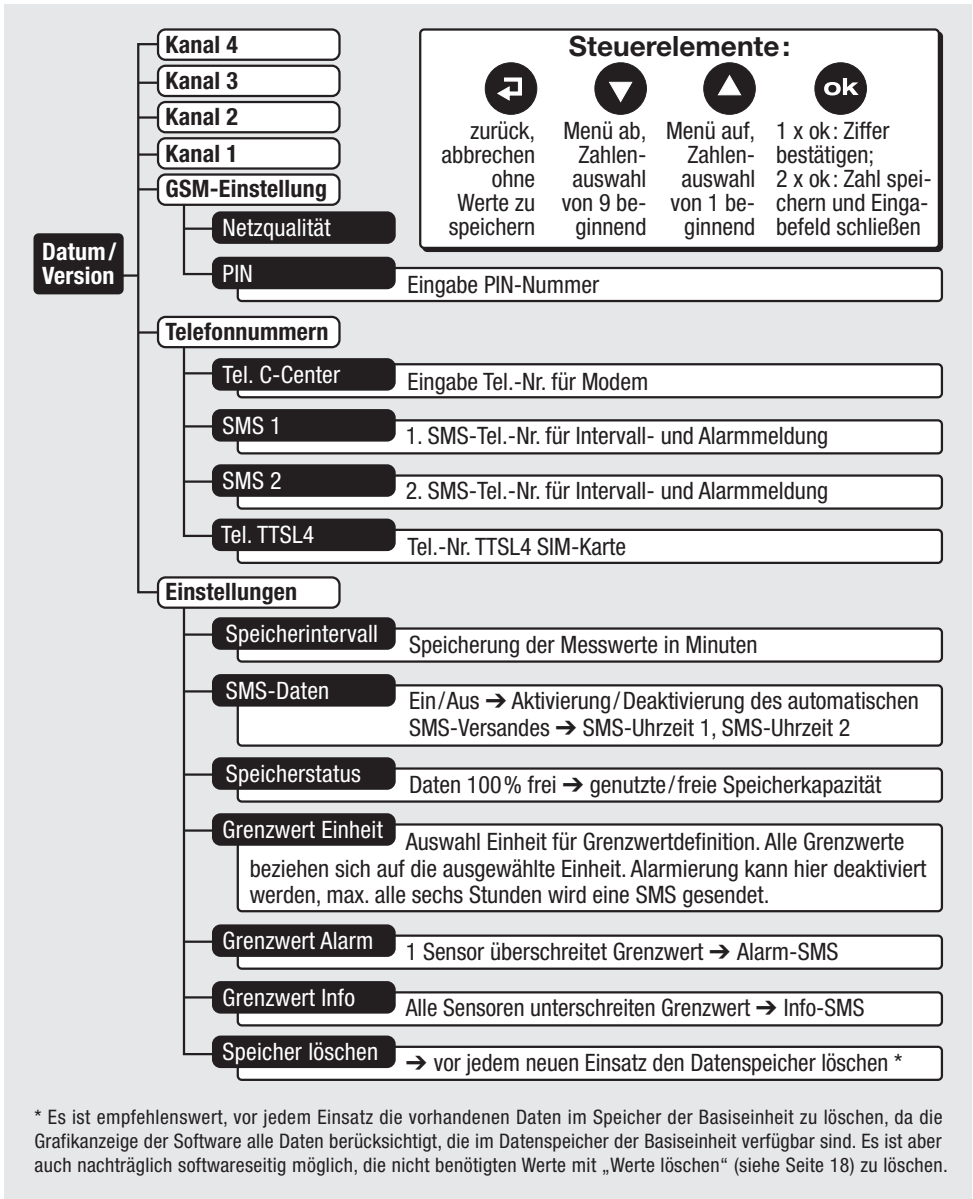 Kanal 4
Kanal 3
Kanal 2
Kanal 1
GSM-Einstellung
Netzqualität
Datum/
Version
PIN
Eingabe PIN-Nummer
Steuerelemente:
ok
zurück,
abbrechen
ohne
Werte zu
speichern
Menü ab,
Zahlen-
auswahl
von 9 be-
ginnend
Menü auf,
Zahlen-
auswahl
von 1 be-
ginnend
1 x ok: Ziffer
bestätigen;
2 x ok: Zahl spei-
chern und Einga-
befeld schließen
Telefonnummern
Tel. C-Center
Eingabe Tel.-Nr. für Modem
SMS 1
1. SMS-Tel.-Nr. für Intervall- und Alarmmeldung
SMS 2
2. SMS-Tel.-Nr. für Intervall- und Alarmmeldung
Tel. TTSL4
Tel.-Nr. TTSL4 SIM-Karte
Einstellungen
Speicherintervall
Speicherung der Messwerte in Minuten
SMS-Daten
Ein/Aus ➔ Aktivierung/Deaktivierung des automatischen
SMS-Versandes ➔ SMS-Uhrzeit 1, SMS-Uhrzeit 2
Speicherstatus
Daten 100% frei ➔ genutzte/freie Speicherkapazität
Grenzwert Einheit
Auswahl Einheit für Grenzwertdefinition. Alle Grenzwerte
beziehen sich auf die ausgewählte Einheit. Alarmierung kann hier deaktiviert
werden, max. alle sechs Stunden wird eine SMS gesendet.
Grenzwert Alarm
1 Sensor überschreitet Grenzwert ➔ Alarm-SMS
Grenzwert Info
Alle Sensoren unterschreiten Grenzwert ➔ Info-SMS
Speicher löschen
➔ vor jedem neuen Einsatz den Datenspeicher löschen *
* Es ist empfehlenswert, vor jedem Einsatz die vorhandenen Daten im Speicher der Basiseinheit zu löschen, da die
Grafikanzeige der Software alle Daten berücksichtigt, die im Datenspeicher der Basiseinheit verfügbar sind. Es ist aber
auch nachträglich softwareseitig möglich, die nicht benötigten Werte mit „Werte löschen“ (siehe Seite 18) zu löschen.